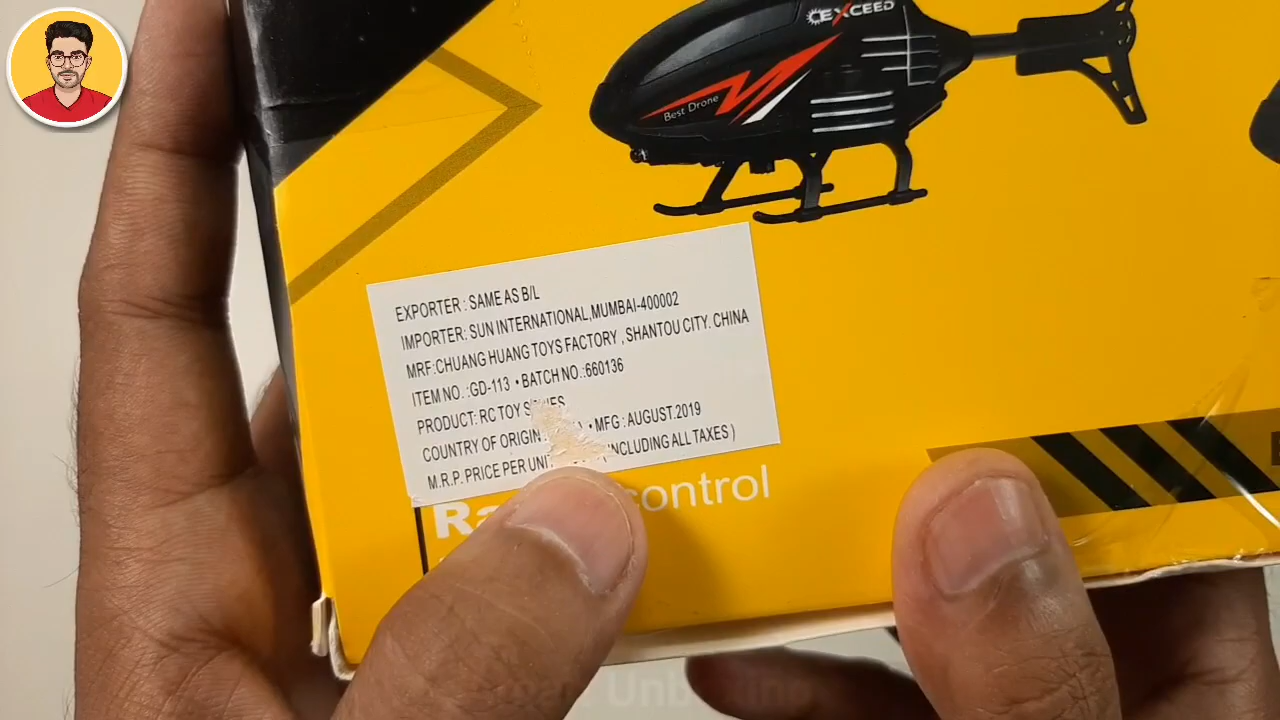 EXCEED
Best Drone
EXPORTER : SAME AS B/L
IMPORTER: SUN INTERNATIONAL,MUMBAI-400002
MRF:CHUANG HUANG TOYS FACTORY , SHANTOU CITY. CHINA
ITEM NO. :GD-113 • BATCH NO.:660136
PRODUCT: RC TOY
COUNTRY OF ORIGIN • MFG : AUGUST.2019
M.R.P. PRICE PER (INCLUDING ALL TAXES )
control
Unboxing